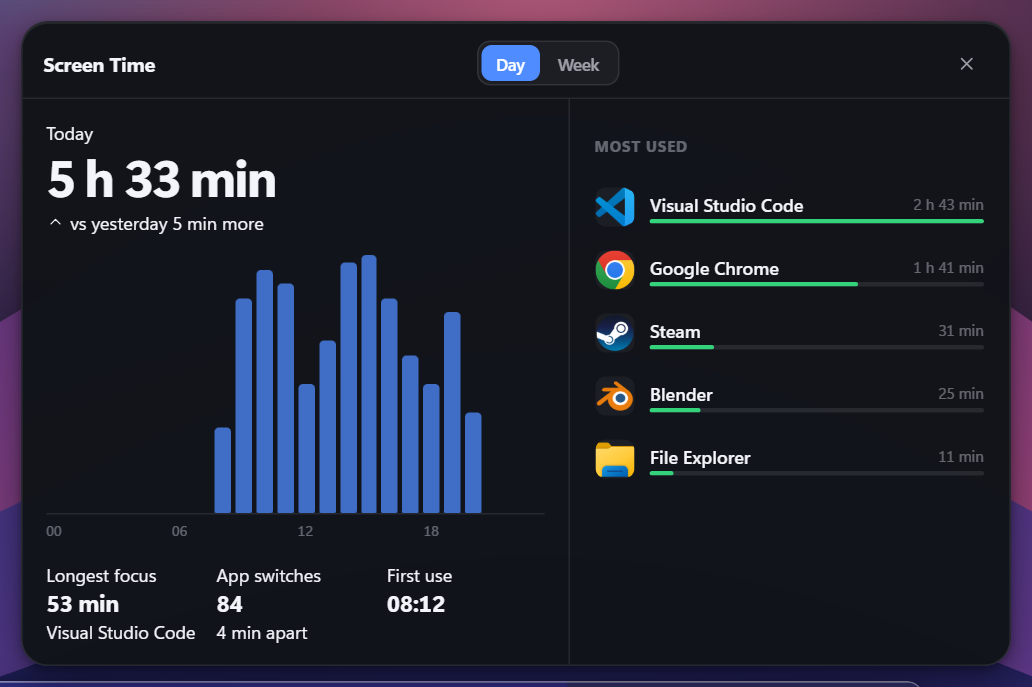 Screen Time
Day
Week
Today
5 h 33 min
vs yesterday 5 min more
00
06
12
18
Longest focus
53 min
Visual Studio Code
App switches
84
4 min apart
First use
08:12
MOST USED
Visual Studio Code
2 h 43 min
Google Chrome
1 h 41 min
Steam
31 min
Blender
25 min
File Explorer
11 min